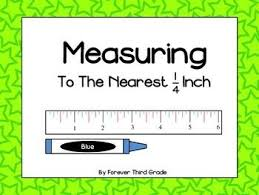 Measuring
To The Nearest 1/4 Inch
1 2 3 4 5 6
Blue
By Forever Third Grade